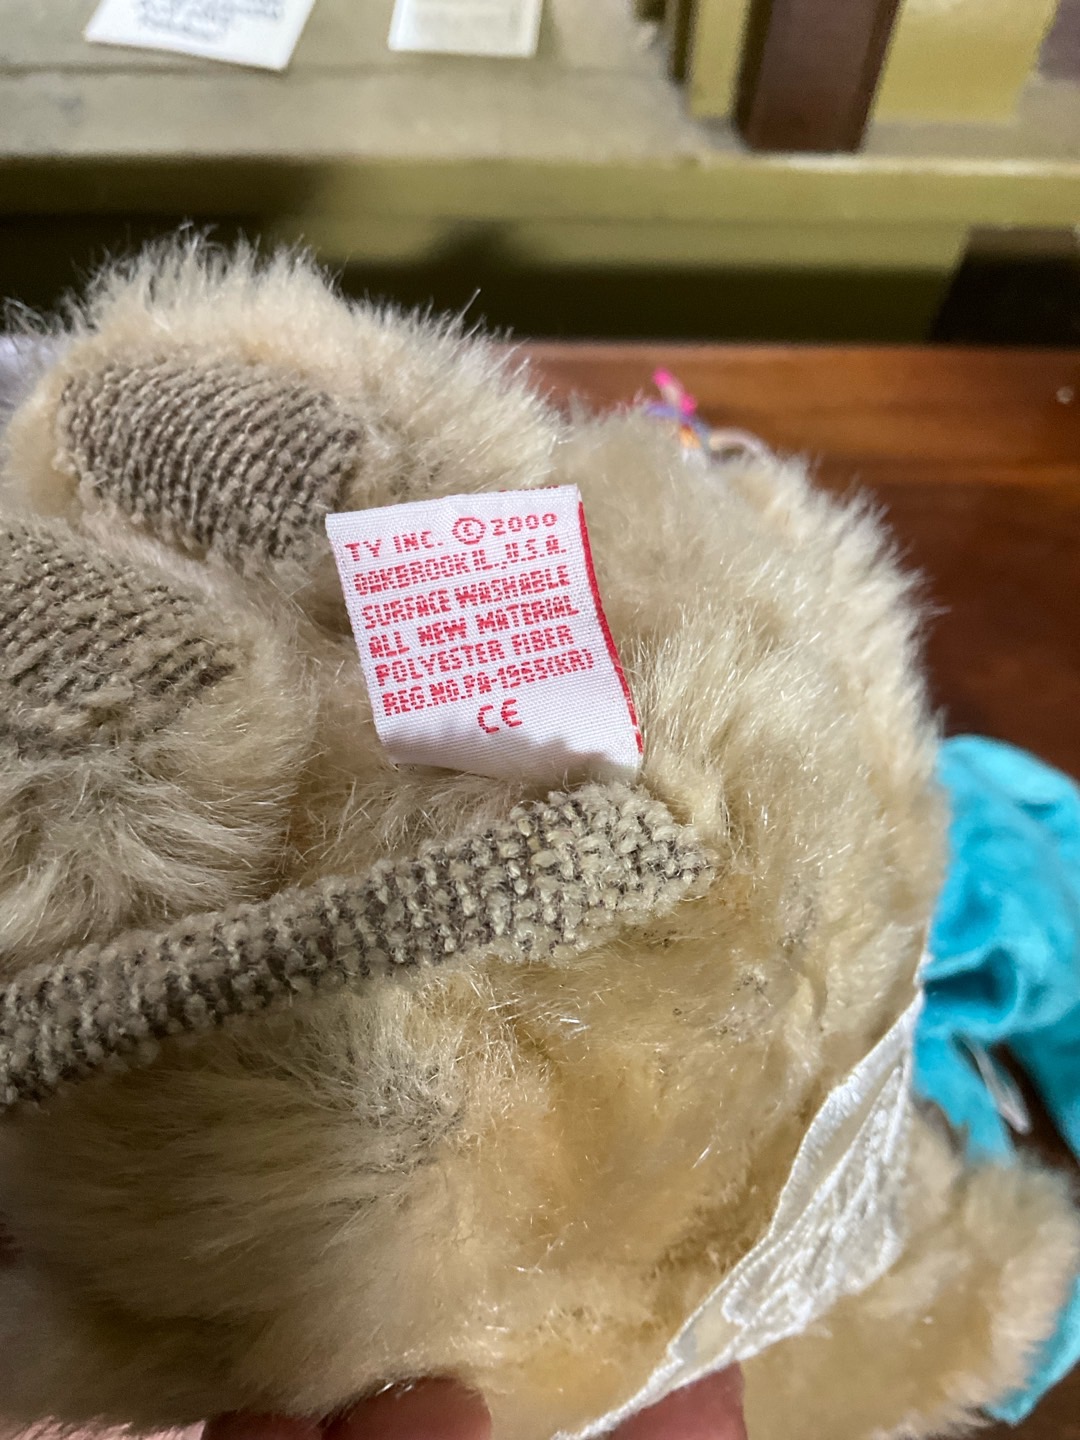 TY INC. © 2000
OAKBROOK IL. U.S.A.
SURFACE WASHABLE
ALL NEW MATERIAL
POLYESTER FIBER
REG.NO.PA-1965(KR)
CE